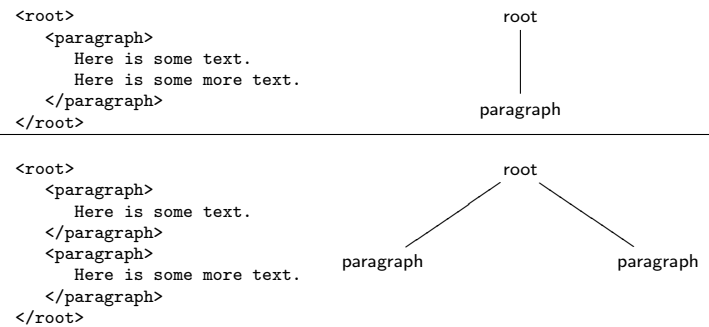 <root>
<paragraph>
Here is some text.
Here is some more text.
</paragraph>
</root>
root
paragraph
<root>
<paragraph>
Here is some text.
</paragraph>
<paragraph>
Here is some more text.
</paragraph>
</root>
root
paragraph
paragraph